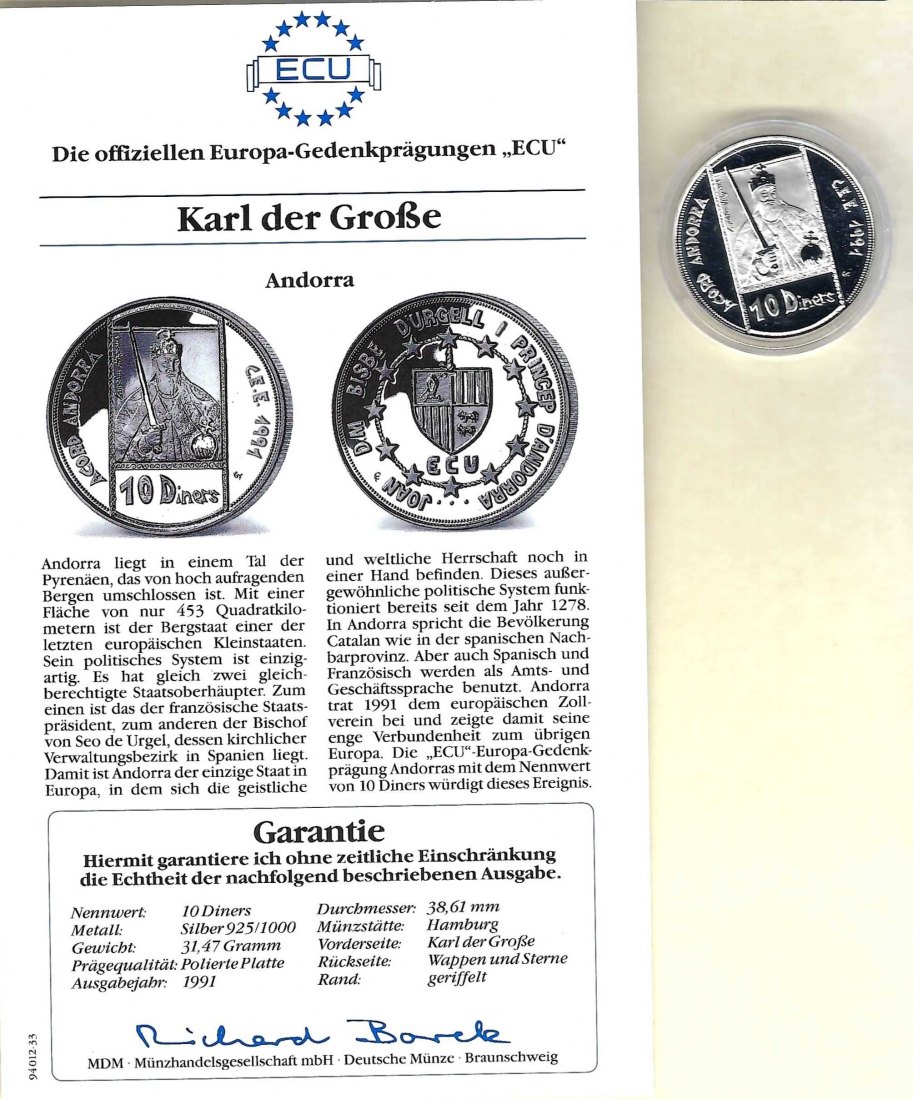 ECU
Die offiziellen Europa-Gedenkprägungen „ECU“
Karl der Große
Andorra
ACORD ANDORRA
C.E.E. 1991
10 Diners
JOAN D.M. BISBE D'URGELL I PRINCEP D'ANDORRA
ECU
Andorra liegt in einem Tal der
Pyrenäen, das von hoch aufragenden
Bergen umschlossen ist. Mit einer
Fläche von nur 453 Quadratkilo-
metern ist der Bergstaat einer der
letzten europäischen Kleinstaaten.
Sein politisches System ist einzig-
artig. Es hat gleich zwei gleich-
berechtigte Staatsoberhäupter. Zum
einen ist das der französische Staats-
präsident, zum anderen der Bischof
von Seo de Urgel, dessen kirchlicher
Verwaltungsbezirk in Spanien liegt.
Damit ist Andorra der einzige Staat in
Europa, in dem sich die geistliche
und weltliche Herrschaft noch in
einer Hand befinden. Dieses außer-
gewöhnliche politische System funk-
tioniert bereits seit dem Jahr 1278.
In Andorra spricht die Bevölkerung
Catalan wie in der spanischen Nach-
barprovinz. Aber auch Spanisch und
Französisch werden als Amts- und
Geschäftssprache benutzt. Andorra
trat 1991 dem europäischen Zoll-
verein bei und zeigte damit seine
enge Verbundenheit zum übrigen
Europa. Die „ECU“-Europa-Gedenk-
prägung Andorras mit dem Nennwert
von 10 Diners würdigt dieses Ereignis.
Garantie
Hiermit garantiere ich ohne zeitliche Einschränkung
die Echtheit der nachfolgend beschriebenen Ausgabe.
Nennwert: 10 Diners
Metall: Silber 925/1000
Gewicht: 31,47 Gramm
Prägequalität: Polierte Platte
Ausgabejahr: 1991
Durchmesser: 38,61 mm
Münzstätte: Hamburg
Vorderseite: Karl der Große
Rückseite: Wappen und Sterne
Rand: geriffelt
Richard Borek
MDM · Münzhandelsgesellschaft mbH · Deutsche Münze · Braunschweig
94012-33
ACORD ANDORRA
C.E.E. 1991
10 Diners